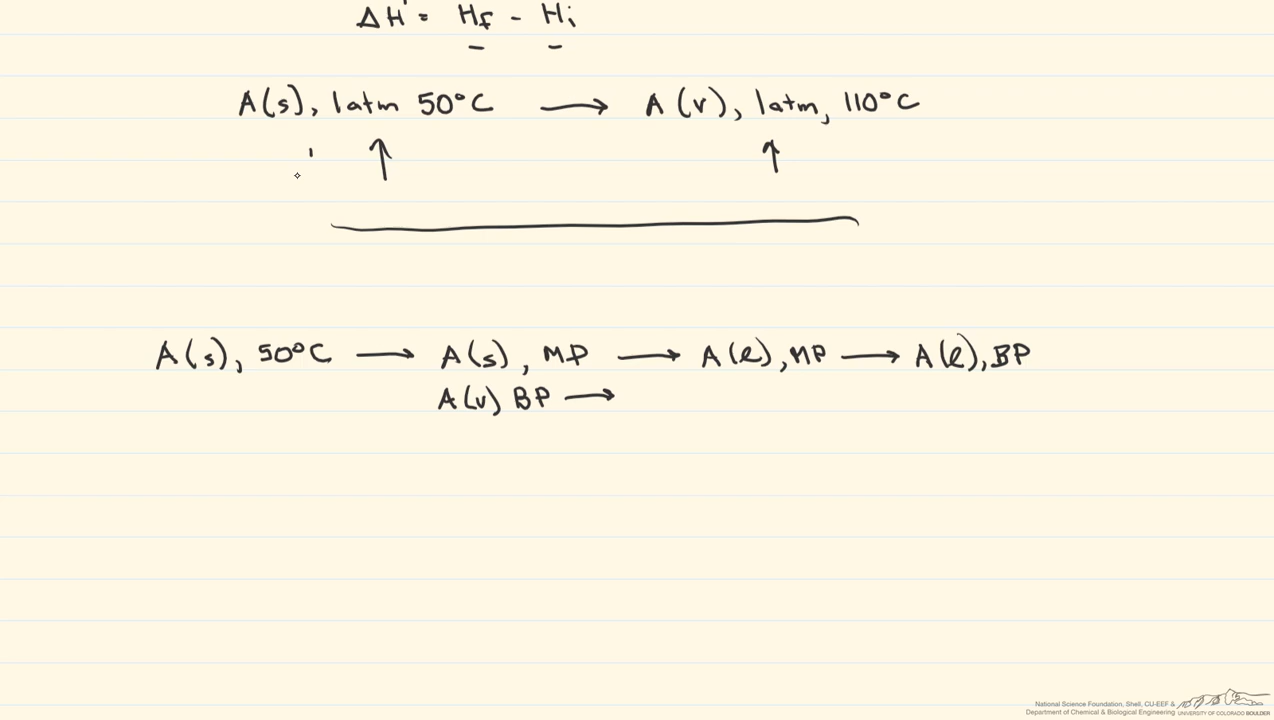 ΔH = Hf - Hi
A(s), 1atm 50°C → A(v), 1atm, 110°C
A(s), 50°C → A(s), MP → A(l), MP → A(l), BP
A(v) BP →
National Science Foundation, Shell, CU-EEF &
Department of Chemical & Biological Engineering UNIVERSITY OF COLORADO BOULDER